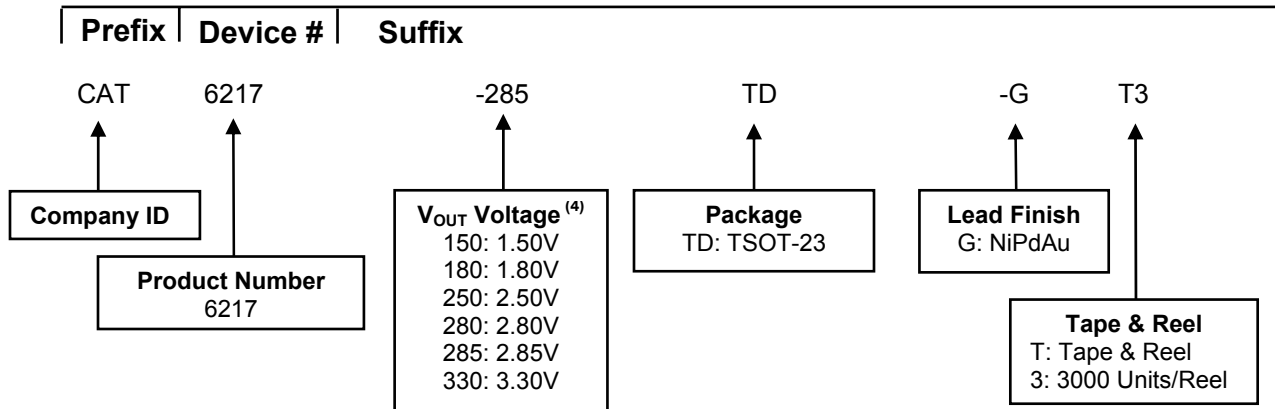 Prefix Device # Suffix
CAT 6217 -285 TD -G T3
Company ID
Product Number
6217
VOUT Voltage (4)
150: 1.50V
180: 1.80V
250: 2.50V
280: 2.80V
285: 2.85V
330: 3.30V
Package
TD: TSOT-23
Lead Finish
G: NiPdAu
Tape & Reel
T: Tape & Reel
3: 3000 Units/Reel